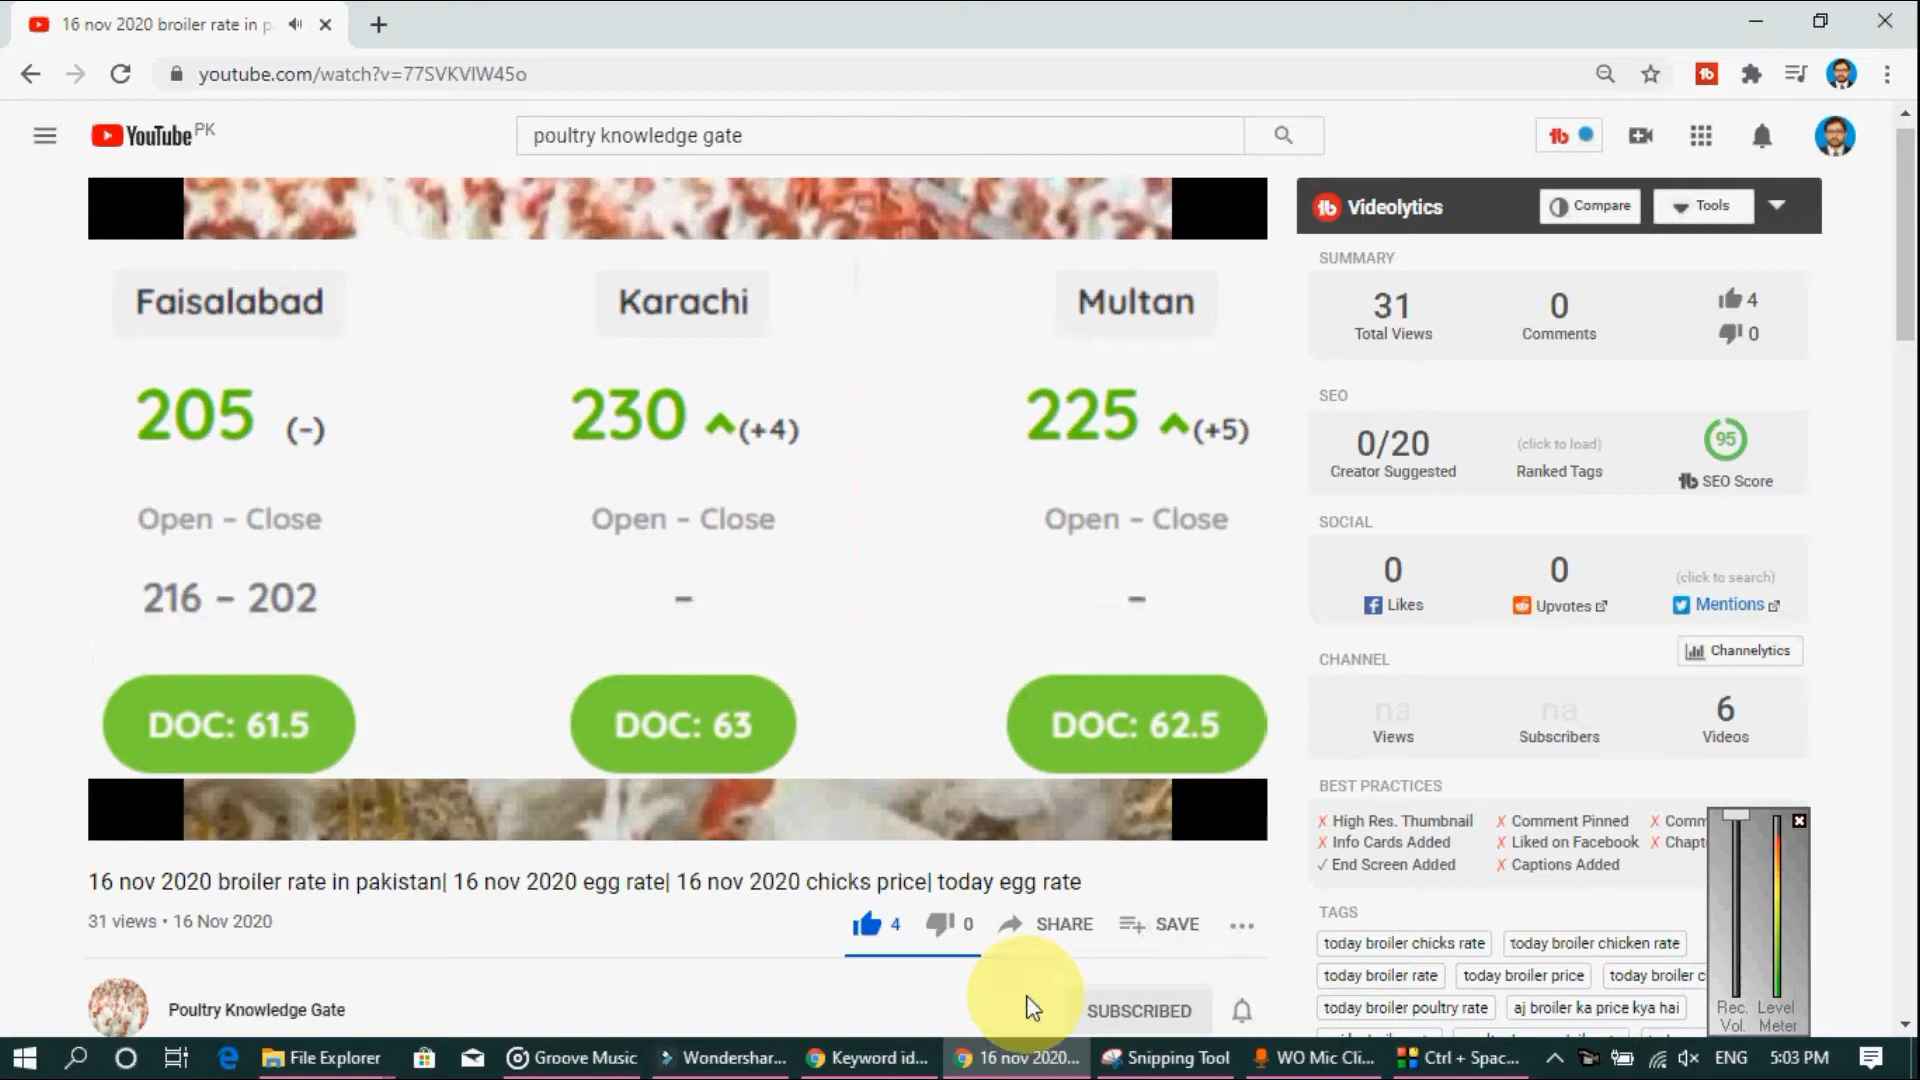 16 nov 2020 broiler rate in p
youtube.com/watch?v=77SVKVlW45o
YouTube PK
poultry knowledge gate
Faisalabad
Karachi
Multan
205 (-)
230 (+4)
225 (+5)
Open - Close
Open - Close
Open - Close
216 - 202
-
-
DOC: 61.5
DOC: 63
DOC: 62.5
16 nov 2020 broiler rate in pakistan| 16 nov 2020 egg rate| 16 nov 2020 chicks price| today egg rate
31 views • 16 Nov 2020
4
0
SHARE
SAVE
Poultry Knowledge Gate
SUBSCRIBED
Videolytics
Compare
Tools
SUMMARY
31
Total Views
0
Comments
4
0
SEO
0/20
Creator Suggested
(click to load)
Ranked Tags
95
SEO Score
SOCIAL
0
Likes
0
Upvotes
(click to search)
Mentions
CHANNEL
Channelytics
na
Views
na
Subscribers
6
Videos
BEST PRACTICES
X High Res. Thumbnail
X Comment Pinned
X Comm
X Info Cards Added
X Liked on Facebook
X Chapt
✓ End Screen Added
X Captions Added
TAGS
today broiler chicks rate
today broiler chicken rate
today broiler rate
today broiler price
today broiler c
today broiler poultry rate
aj broiler ka price kya hai
Rec. Vol.
Level Meter
File Explorer
Groove Music
Wondershar...
Keyword id...
16 nov 2020...
Snipping Tool
WO Mic Cli...
Ctrl + Spac...
ENG
5:03 PM